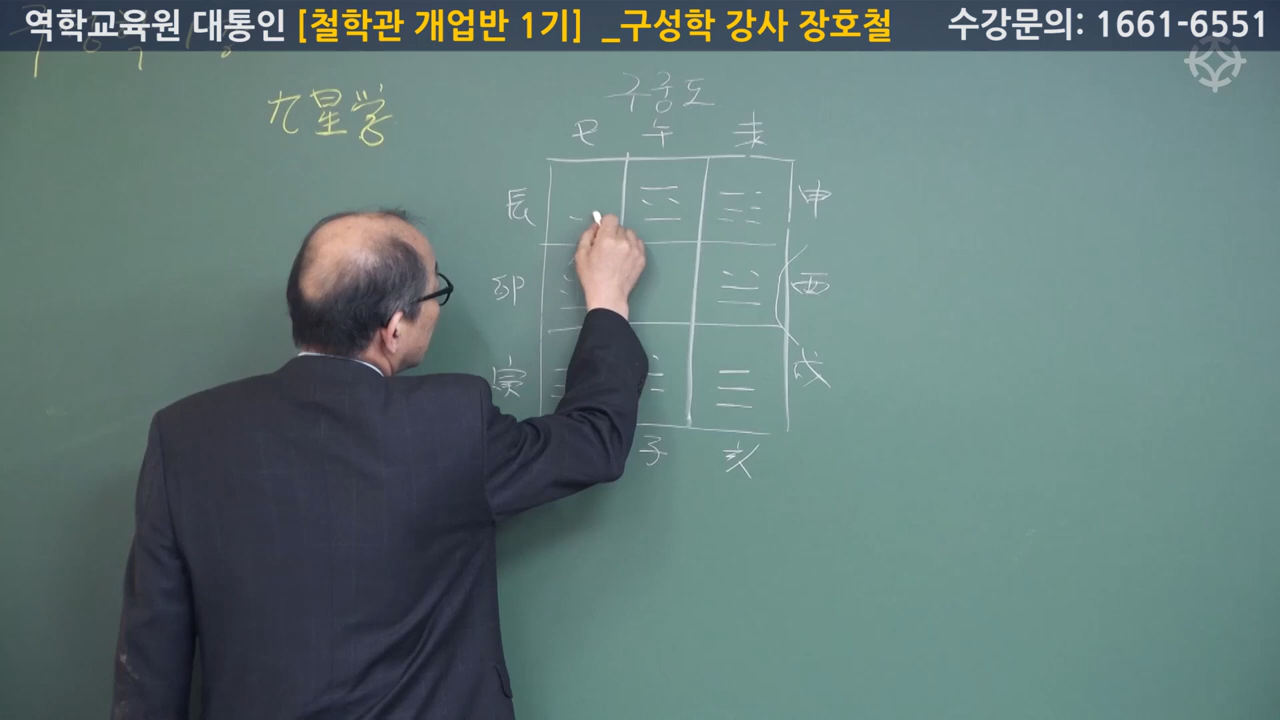 역학교육원 대통인 [철학관 개업반 1기] _구성학 강사 장호철 수강문의: 1661-6551
九星学
구궁도
巳 午 未
辰 申
卯 酉
寅 戌
子 亥